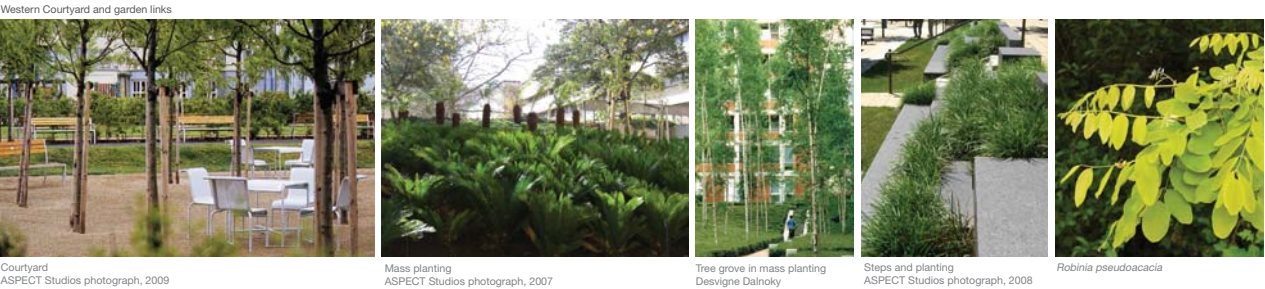 Western Courtyard and garden links
Courtyard
ASPECT Studios photograph, 2009
Mass planting
ASPECT Studios photograph, 2007
Tree grove in mass planting
Desvigne Dalnoky
Steps and planting
ASPECT Studios photograph, 2008
Robinia pseudoacacia